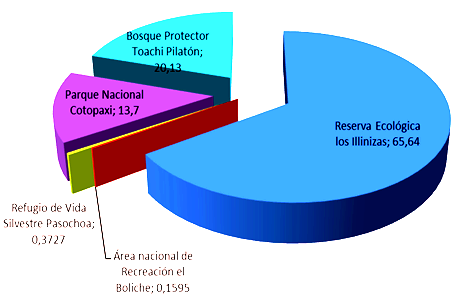 Bosque Protector
Toachi Pilatón;
20,13
Parque Nacional
Cotopaxi; 13,7
Reserva Ecológica
los Illinizas; 65,64
Refugio de Vida
Silvestre Pasochoa;
0,3727
Área nacional de
Recreación el
Boliche; 0,1595